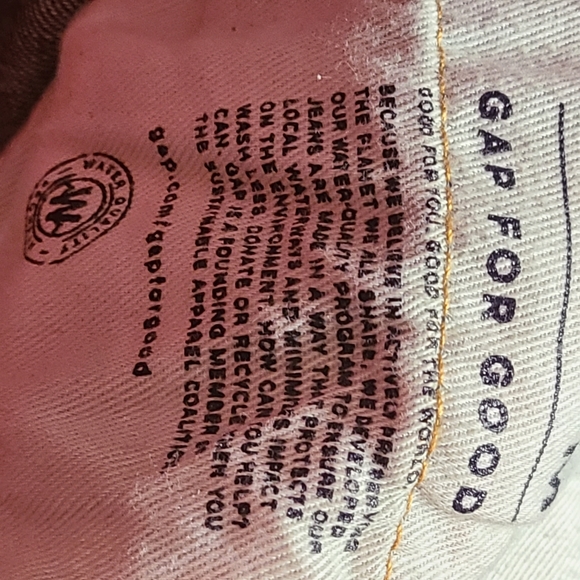 GAP FOR GOOD
GOOD FOR YOU. GOOD FOR THE WORLD.
BECAUSE WE BELIEVE IN ACTIVELY PRESERVING
THE PLANET WE ALL SHARE, WE DEVELOPED
OUR WATER QUALITY PROGRAM TO ENSURE OUR
JEANS ARE MADE IN A WAY THAT PROTECTS
LOCAL WATERWAYS AND MINIMIZES IMPACT
ON THE ENVIRONMENT. HOW CAN YOU HELP?
WASH LESS, DONATE OR RECYCLE WHEN YOU
CAN. GAP IS A FOUNDING MEMBER OF
THE SUSTAINABLE APPAREL COALITION.
gap.com/gapforgood
WATER QUALITY